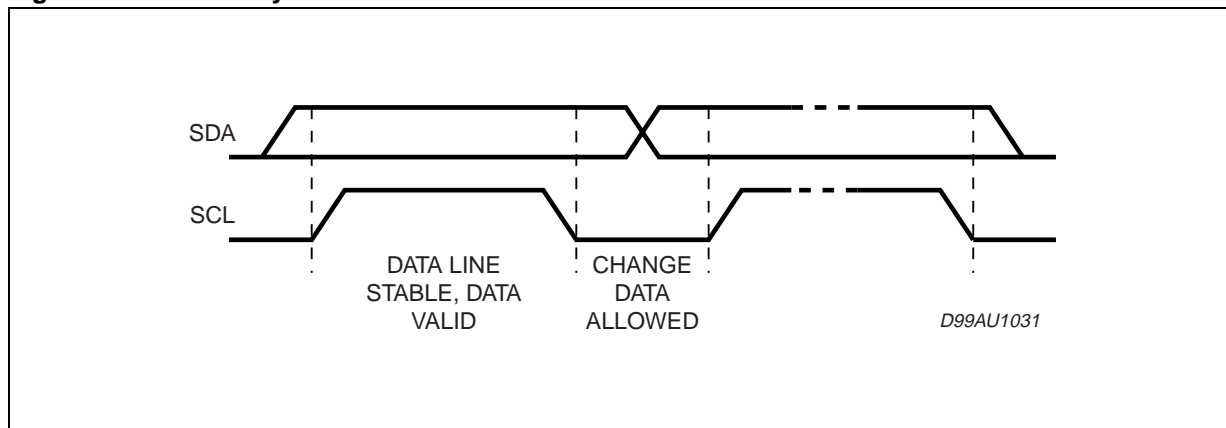 SDA
SCL
DATA LINE
STABLE, DATA
VALID
CHANGE
DATA
ALLOWED
D99AU1031